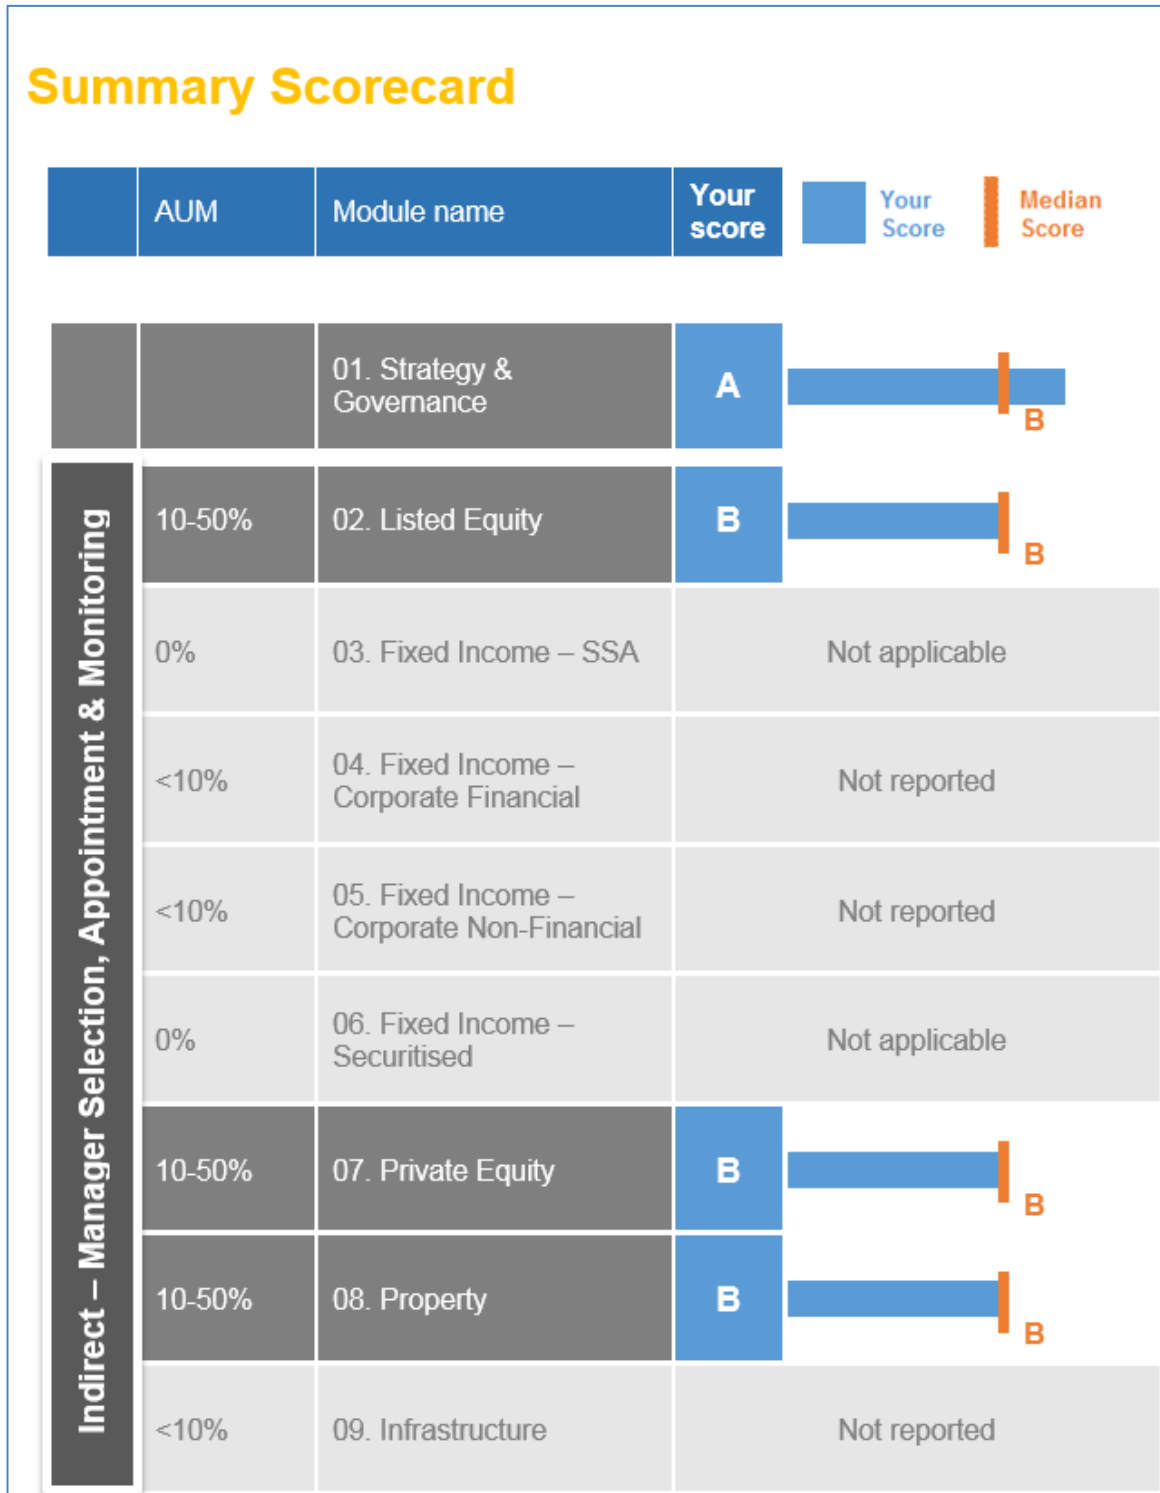 Summary Scorecard
AUM
Module name
Your
score
Your
Score
Median
Score
01. Strategy &
Governance
A
B
Indirect – Manager Selection, Appointment & Monitoring
10-50%
02. Listed Equity
B
B
0%
03. Fixed Income – SSA
Not applicable
<10%
04. Fixed Income –
Corporate Financial
Not reported
<10%
05. Fixed Income –
Corporate Non-Financial
Not reported
0%
06. Fixed Income –
Securitised
Not applicable
10-50%
07. Private Equity
B
B
10-50%
08. Property
B
B
<10%
09. Infrastructure
Not reported